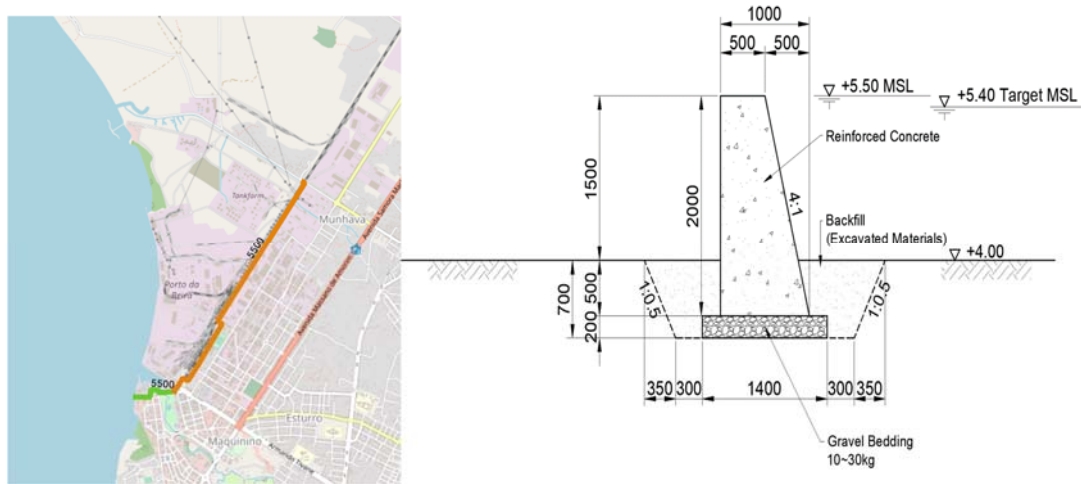 Tankfarm
Munhava
5500
Porto da
Beira
5500
Esturro
Maquinino
1000
500
500
+5.50 MSL
+5.40 Target MSL
Reinforced Concrete
1500
2000
4:1
Backfill
(Excavated Materials)
+4.00
700
500
200
1:0.5
1:0.5
350
300
1400
300
350
Gravel Bedding
10~30kg